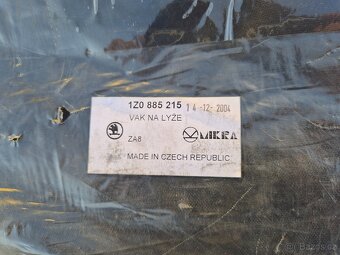 1Z0 885 215 14-12-2004
VAK NA LYŽE
ZA8 MIKRA
MADE IN CZECH REPUBLIC